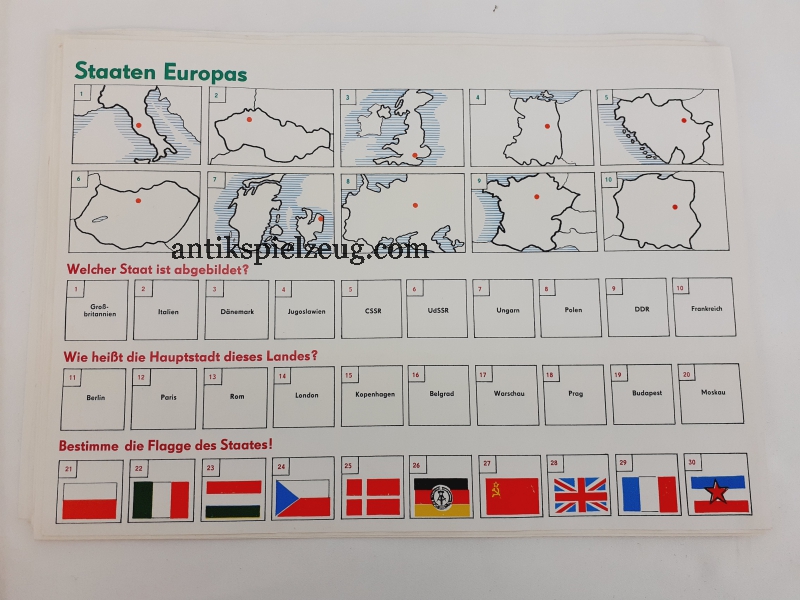 Staaten Europas
1 2 3 4 5
6 7 8 9 10
antikspielzeug.com
Welcher Staat ist abgebildet?
1 2 3 4 5 6 7 8 9 10
Groß-
britannien Italien Dänemark Jugoslawien CSSR UdSSR Ungarn Polen DDR Frankreich
Wie heißt die Hauptstadt dieses Landes?
11 12 13 14 15 16 17 18 19 20
Berlin Paris Rom London Kopenhagen Belgrad Warschau Prag Budapest Moskau
Bestimme die Flagge des Staates!
21 22 23 24 25 26 27 28 29 30